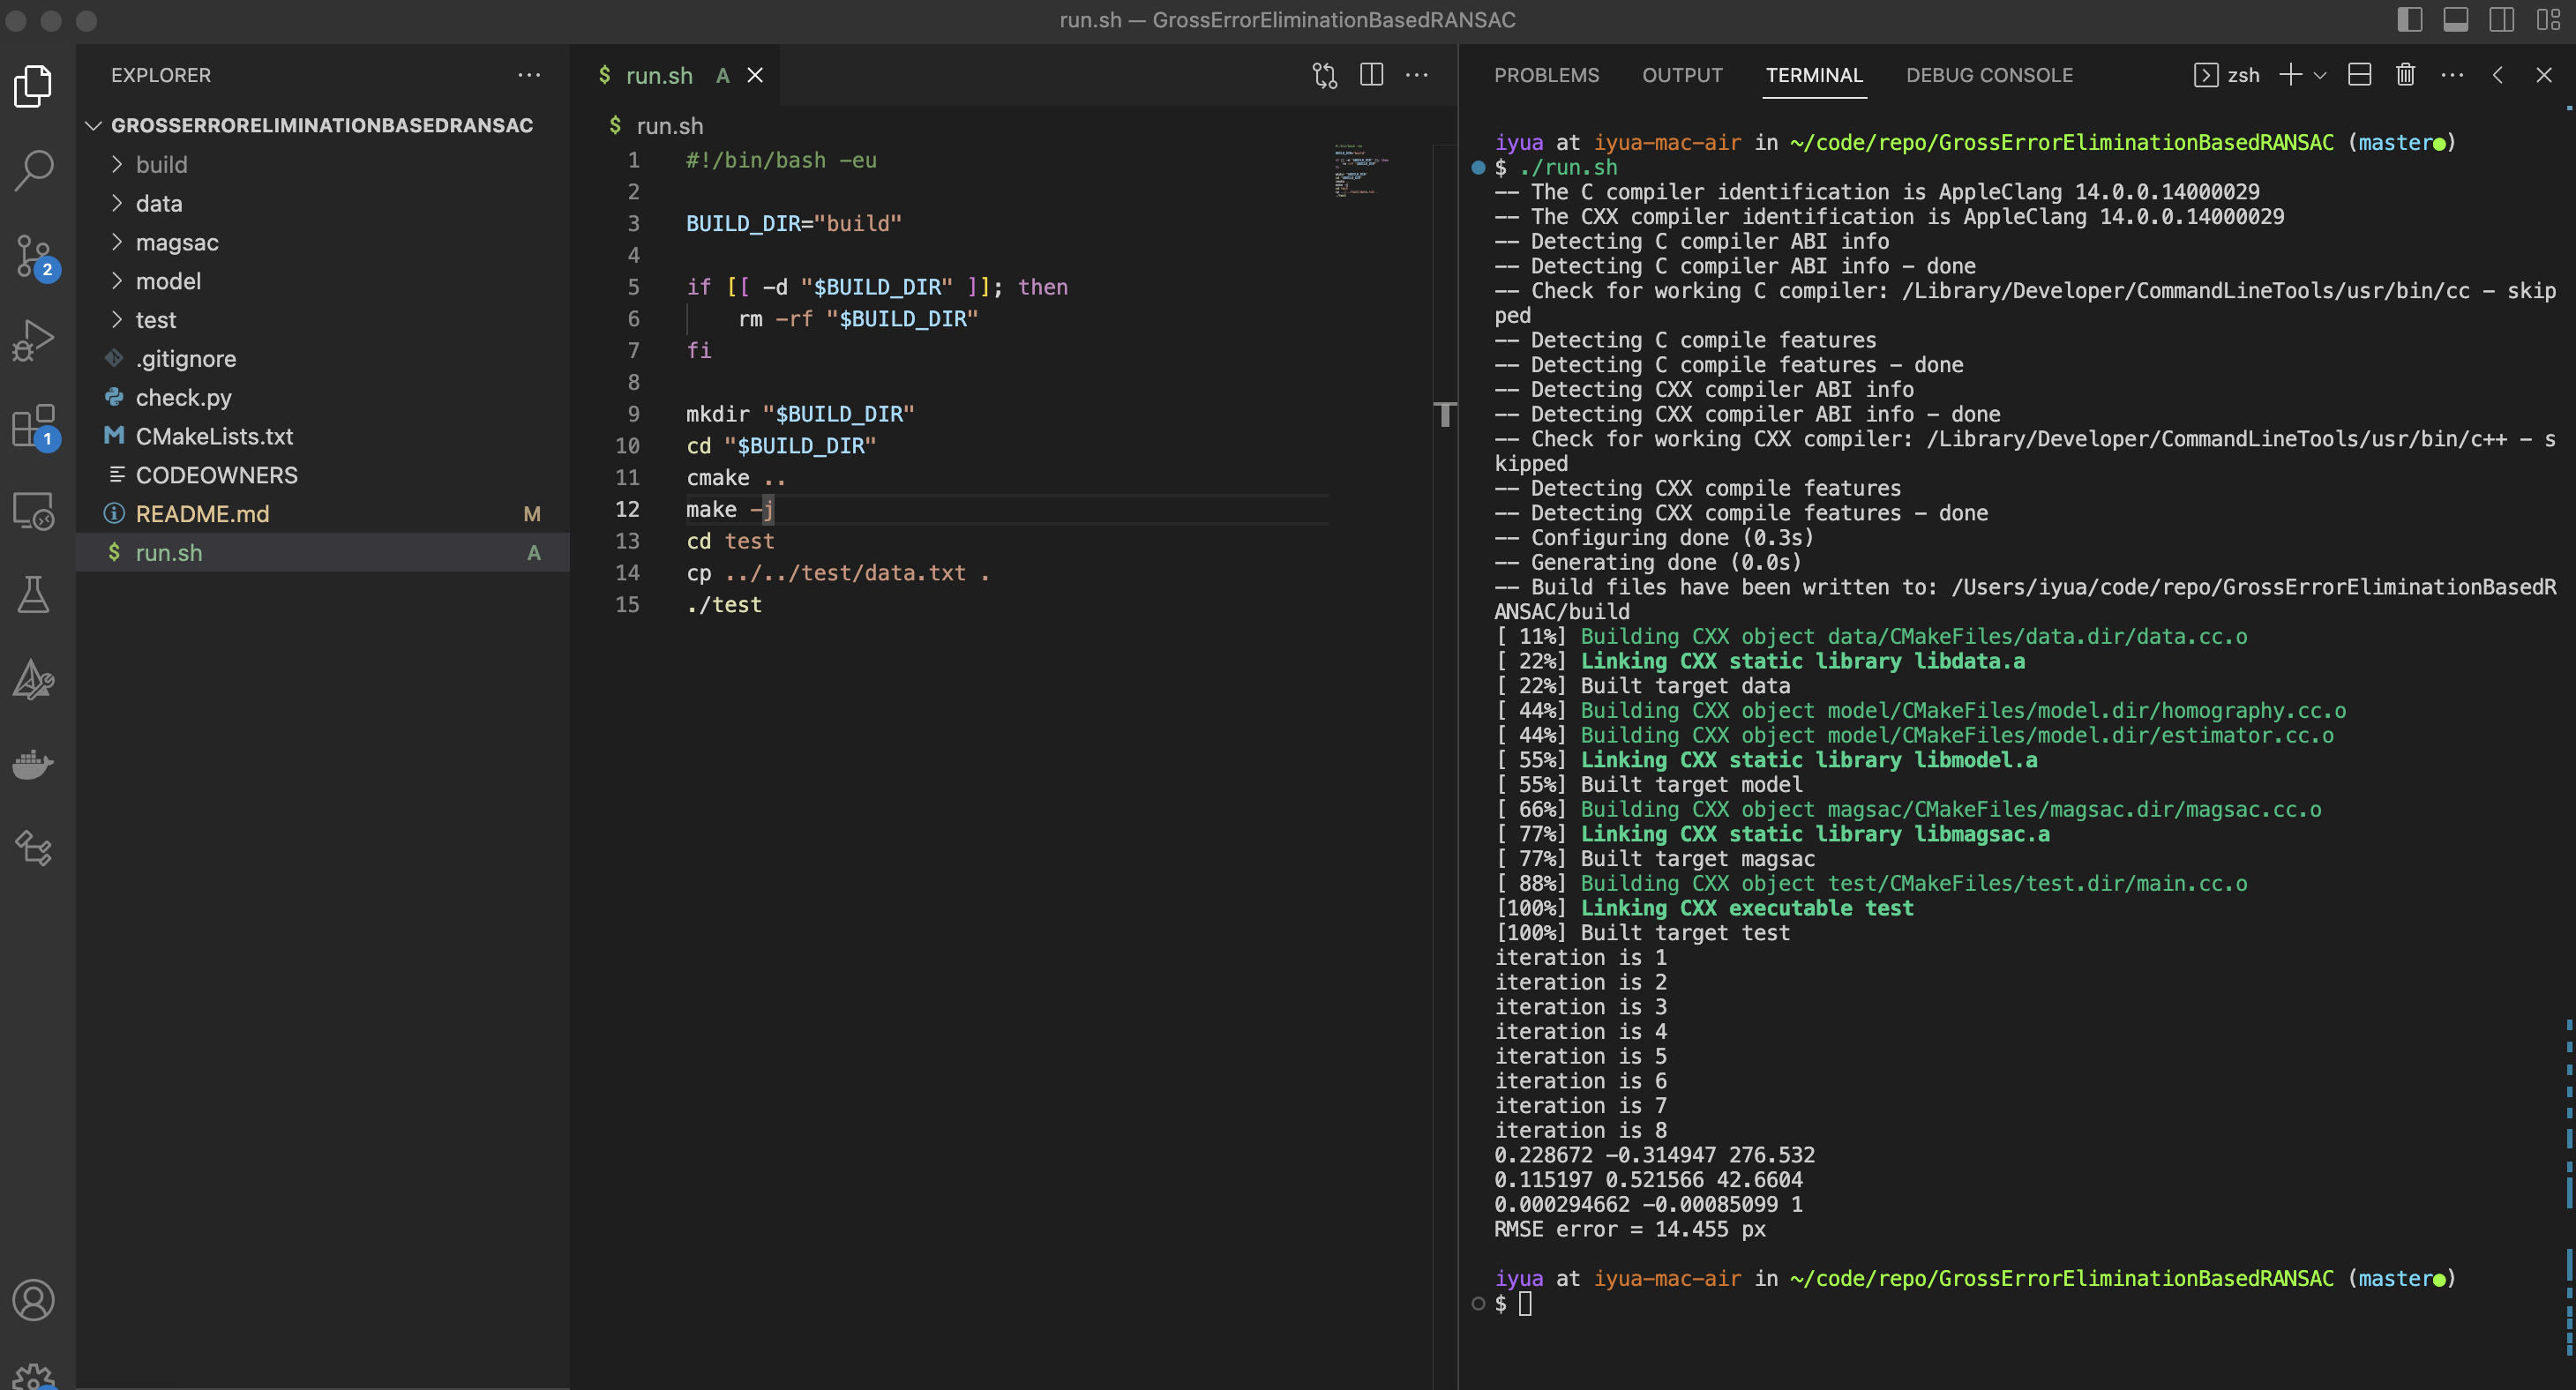 run.sh — GrossErrorEliminationBasedRANSAC
EXPLORER
GROSSERRORELIMINATIONBASEDRANSAC
build
data
magsac
model
test
.gitignore
check.py
CMakeLists.txt
CODEOWNERS
README.md M
$ run.sh A
2
1
$ run.sh A
$ run.sh
1 #!/bin/bash -eu
2
3 BUILD_DIR="build"
4
5 if [[ -d "$BUILD_DIR" ]]; then
6 rm -rf "$BUILD_DIR"
7 fi
8
9 mkdir "$BUILD_DIR"
10 cd "$BUILD_DIR"
11 cmake ..
12 make -j
13 cd test
14 cp ../../test/data.txt .
15 ./test
PROBLEMS OUTPUT TERMINAL DEBUG CONSOLE zsh
iyua at iyua-mac-air in ~/code/repo/GrossErrorEliminationBasedRANSAC (master●)
$ ./run.sh
-- The C compiler identification is AppleClang 14.0.0.14000029
-- The CXX compiler identification is AppleClang 14.0.0.14000029
-- Detecting C compiler ABI info
-- Detecting C compiler ABI info - done
-- Check for working C compiler: /Library/Developer/CommandLineTools/usr/bin/cc - skip
ped
-- Detecting C compile features
-- Detecting C compile features - done
-- Detecting CXX compiler ABI info
-- Detecting CXX compiler ABI info - done
-- Check for working CXX compiler: /Library/Developer/CommandLineTools/usr/bin/c++ - s
kipped
-- Detecting CXX compile features
-- Detecting CXX compile features - done
-- Configuring done (0.3s)
-- Generating done (0.0s)
-- Build files have been written to: /Users/iyua/code/repo/GrossErrorEliminationBasedR
ANSAC/build
[ 11%] Building CXX object data/CMakeFiles/data.dir/data.cc.o
[ 22%] Linking CXX static library libdata.a
[ 22%] Built target data
[ 44%] Building CXX object model/CMakeFiles/model.dir/homography.cc.o
[ 44%] Building CXX object model/CMakeFiles/model.dir/estimator.cc.o
[ 55%] Linking CXX static library libmodel.a
[ 55%] Built target model
[ 66%] Building CXX object magsac/CMakeFiles/magsac.dir/magsac.cc.o
[ 77%] Linking CXX static library libmagsac.a
[ 77%] Built target magsac
[ 88%] Building CXX object test/CMakeFiles/test.dir/main.cc.o
[100%] Linking CXX executable test
[100%] Built target test
iteration is 1
iteration is 2
iteration is 3
iteration is 4
iteration is 5
iteration is 6
iteration is 7
iteration is 8
0.228672 -0.314947 276.532
0.115197 0.521566 42.6604
0.000294662 -0.00085099 1
RMSE error = 14.455 px
iyua at iyua-mac-air in ~/code/repo/GrossErrorEliminationBasedRANSAC (master●)
$